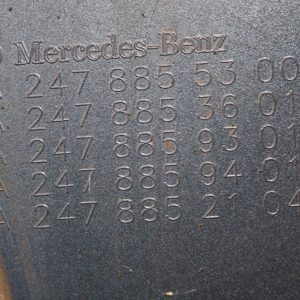 Mercedes-Benz
A 247 885 53 00
A 247 885 36 01
A 247 885 93 01
A 247 885 94 01
A 247 885 21 04